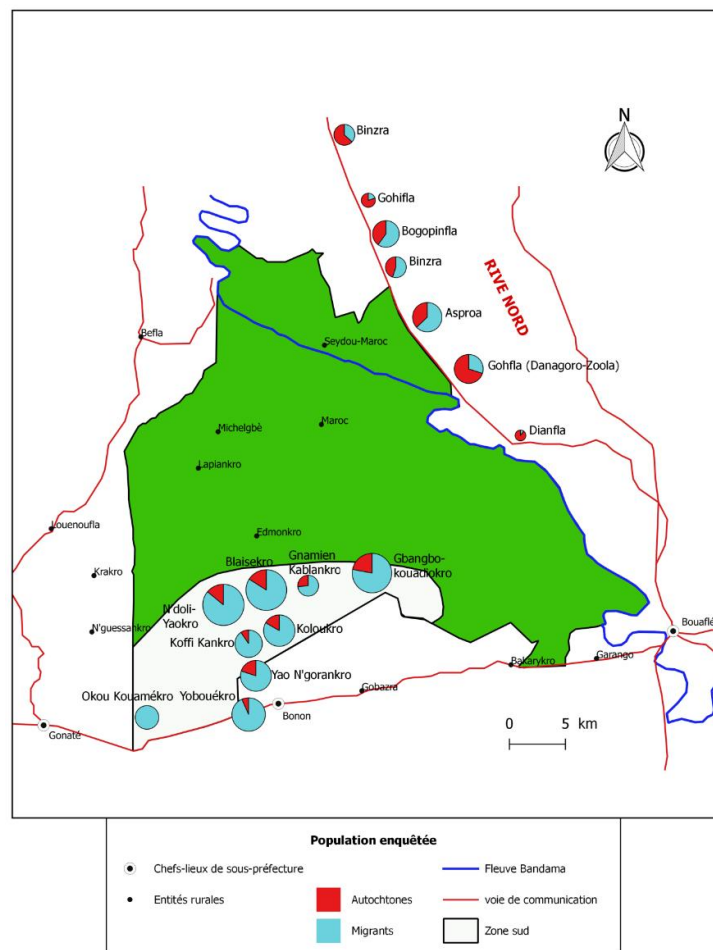 N
Binzra
Gohifla
Bogopinfla
Binzra
RIVE NORD
Asproa
Befla
Seydou-Maroc
Gohfla (Danagoro-Zoola)
Michelgbè
Maroc
Dianfla
Lapiankro
Louenoufla
Edmonkro
Gnamien
Kablankro
Gbangbo-
kouadiokro
Blaisekro
Krakro
N'doli-
Yaokro
N'guessankro
Koffi Kankro
Koloukro
Bouaflé
Bakarykro
Garango
Yao N'gorankro
Gobazra
Okou Kouamékro
Yobouékro
Bonon
Gonaté
0 5 km
Population enquêtée
Chefs-lieux de sous-préfecture
Fleuve Bandama
Entités rurales
Autochtones
voie de communication
Migrants
Zone sud